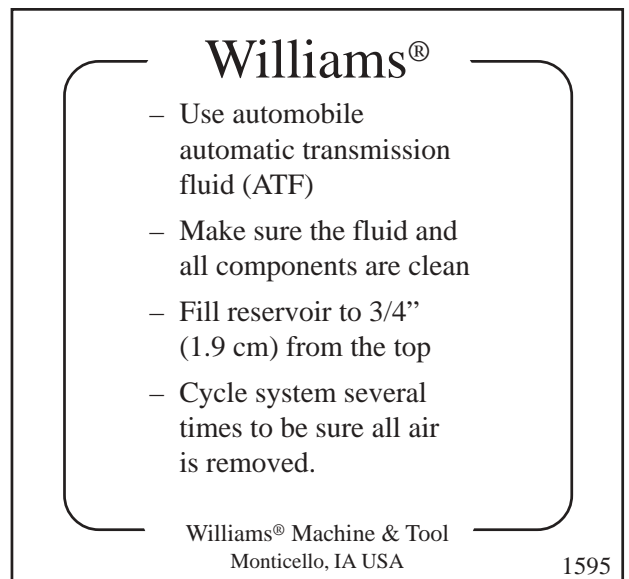 Williams®
– Use automobile
automatic transmission
fluid (ATF)
– Make sure the fluid and
all components are clean
– Fill reservoir to 3/4”
(1.9 cm) from the top
– Cycle system several
times to be sure all air
is removed.
Williams® Machine & Tool
Monticello, IA USA
1595